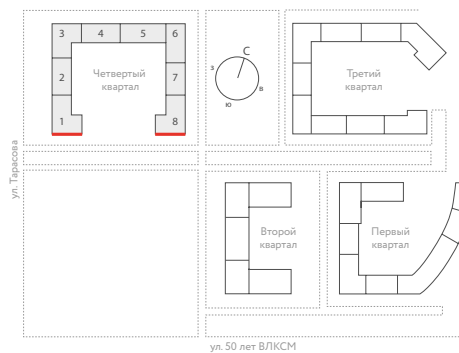 3 4 5 6
С
з
в
ю
2 7
1 8
Четвертый
квартал
Третий
квартал
ул. Тарасова
Второй
квартал
Первый
квартал
ул. 50 лет ВЛКСМ